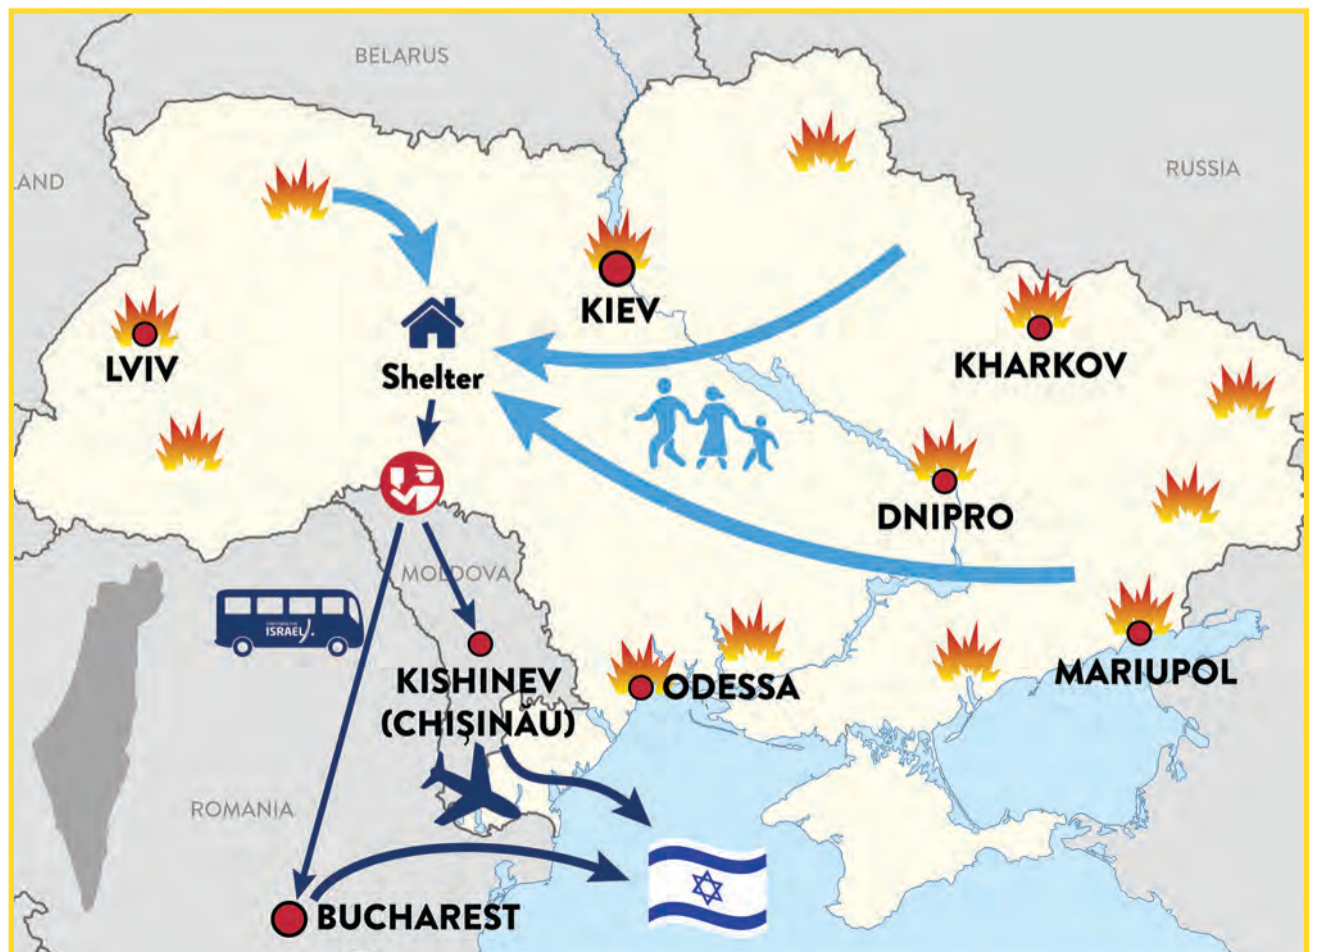 BELARUS
LAND
RUSSIA
KIEV
LVIV
Shelter
KHARKOV
DNIPRO
MOLDOVA
ISRAEL
KISHINEV
(CHIȘINĂU)
ODESSA
MARIUPOL
ROMANIA
BUCHAREST